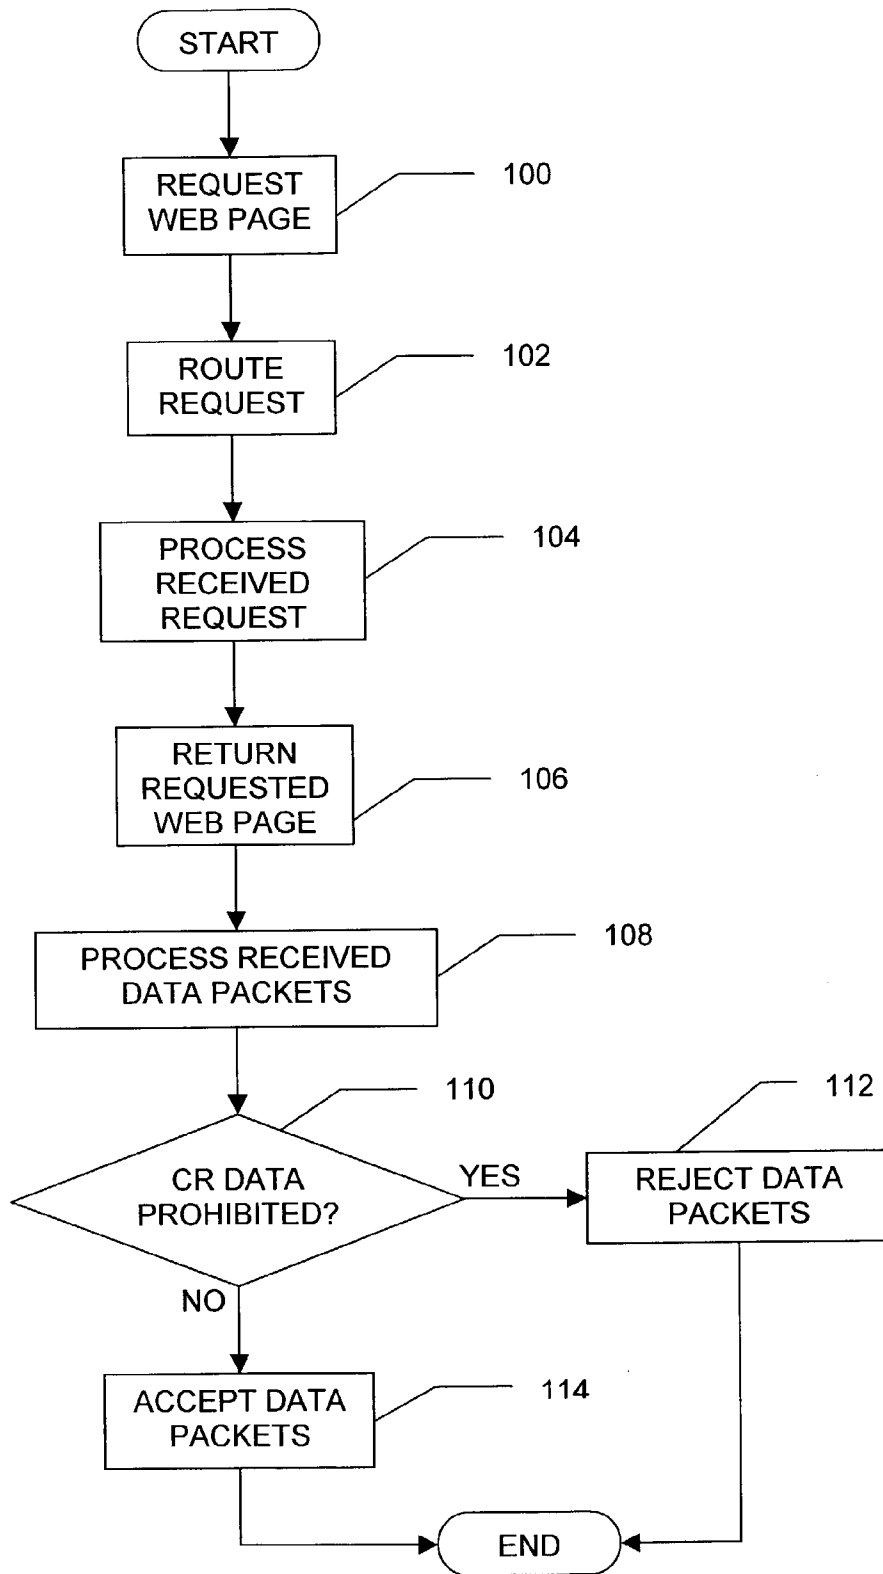 START
REQUEST
WEB PAGE
100
ROUTE
REQUEST
102
PROCESS
RECEIVED
REQUEST
104
RETURN
REQUESTED
WEB PAGE
106
PROCESS RECEIVED
DATA PACKETS
108
CR DATA
PROHIBITED?
110
YES
REJECT DATA
PACKETS
112
NO
ACCEPT DATA
PACKETS
114
END